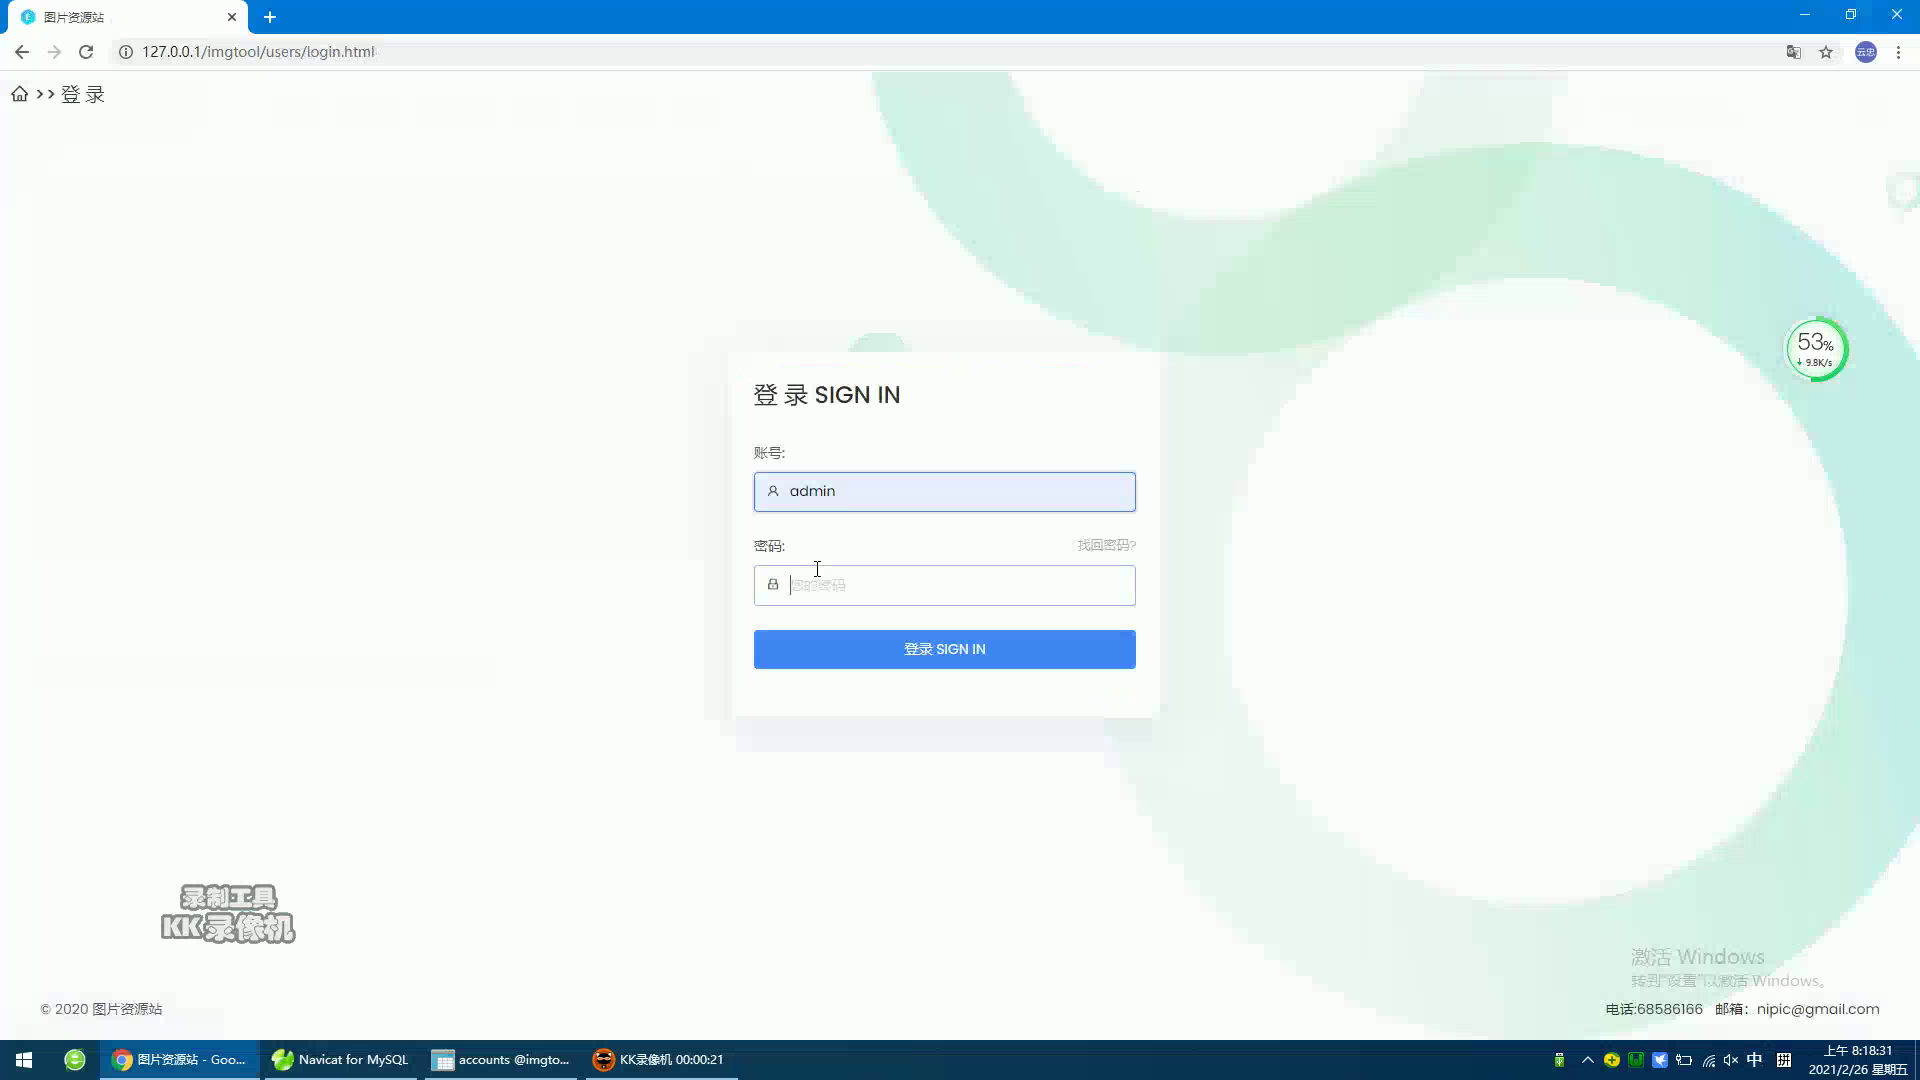 图片资源站
127.0.0.1/imgtool/users/login.html
云忠
>> 登 录
53%
9.8K/s
登 录 SIGN IN
账号:
admin
密码:
找回密码?
您的密码
登录 SIGN IN
录制工具
KK录像机
激活 Windows
转到"设置"以激活 Windows。
© 2020 图片资源站
电话:68586166 邮箱：nipic@gmail.com
图片资源站 - Goo...
Navicat for MySQL
accounts @imgto...
KK录像机 00:00:21
中
拼
上午 8:18:31
2021/2/26 星期五